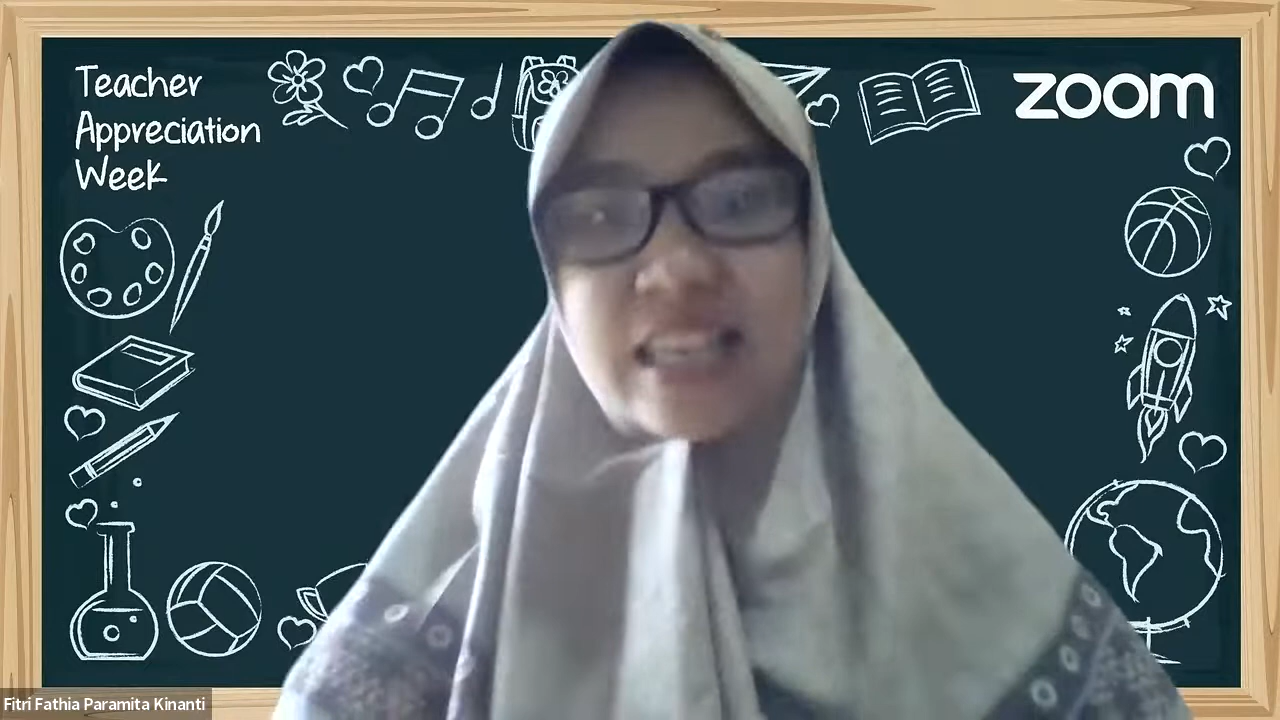 Teacher
Appreciation
Week
zoom
Fitri Fathia Paramita Kinanti